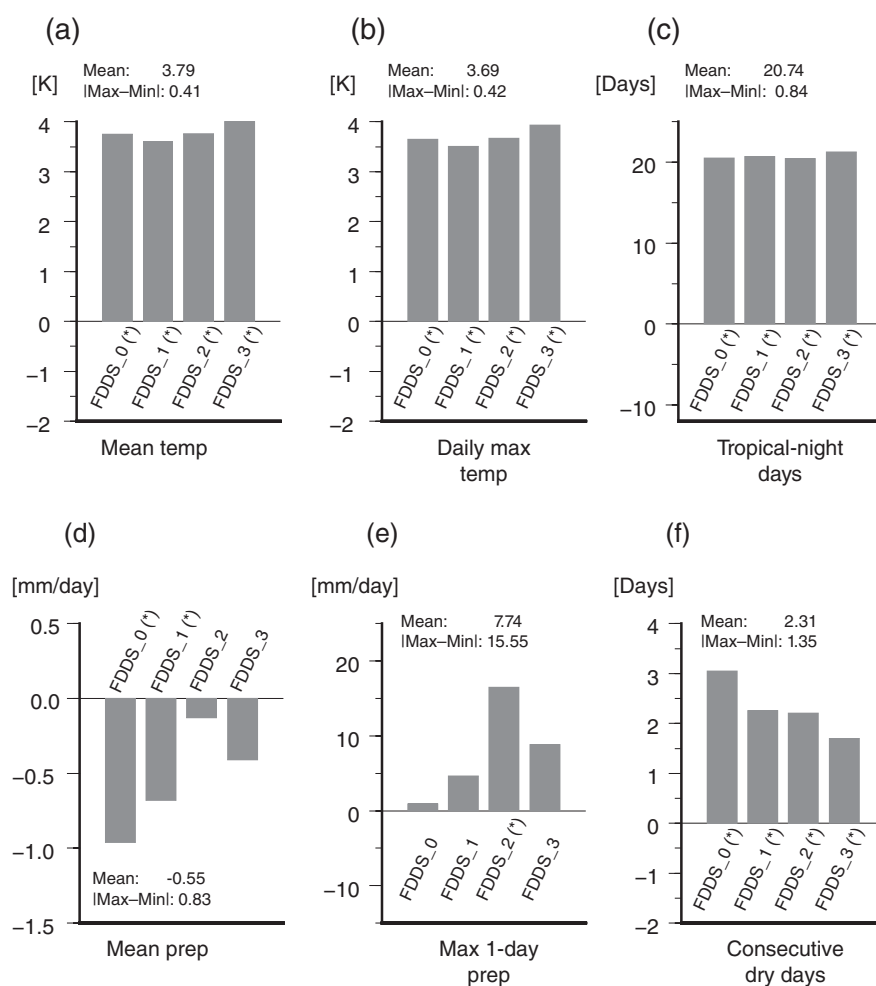 (a)
Mean: 3.79
|Max–Min|: 0.41
[K]
4
3
2
1
0
−1
−2
FDDS_0 (*)
FDDS_1 (*)
FDDS_2 (*)
FDDS_3 (*)
Mean temp
(b)
Mean: 3.69
|Max–Min|: 0.42
[K]
4
3
2
1
0
−1
−2
FDDS_0 (*)
FDDS_1 (*)
FDDS_2 (*)
FDDS_3 (*)
Daily max
temp
(c)
Mean: 20.74
|Max–Min|: 0.84
[Days]
20
10
0
−10
FDDS_0 (*)
FDDS_1 (*)
FDDS_2 (*)
FDDS_3 (*)
Tropical-night
days
(d)
[mm/day]
0.5
0.0
−0.5
−1.0
−1.5
FDDS_0 (*)
FDDS_1 (*)
FDDS_2
FDDS_3
Mean: -0.55
|Max–Min|: 0.83
Mean prep
(e)
[mm/day]
Mean: 7.74
|Max–Min|: 15.55
20
10
0
−10
FDDS_0
FDDS_1
FDDS_2 (*)
FDDS_3
Max 1-day
prep
(f)
[Days]
Mean: 2.31
|Max–Min|: 1.35
4
3
2
1
0
−1
−2
FDDS_0 (*)
FDDS_1 (*)
FDDS_2 (*)
FDDS_3 (*)
Consecutive
dry days